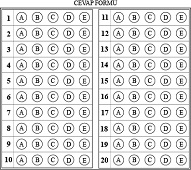 CEVAP FORMU
1 A B C D E 11 A B C D E
2 A B C D E 12 A B C D E
3 A B C D E 13 A B C D E
4 A B C D E 14 A B C D E
5 A B C D E 15 A B C D E
6 A B C D E 16 A B C D E
7 A B C D E 17 A B C D E
8 A B C D E 18 A B C D E
9 A B C D E 19 A B C D E
10 A B C D E 20 A B C D E